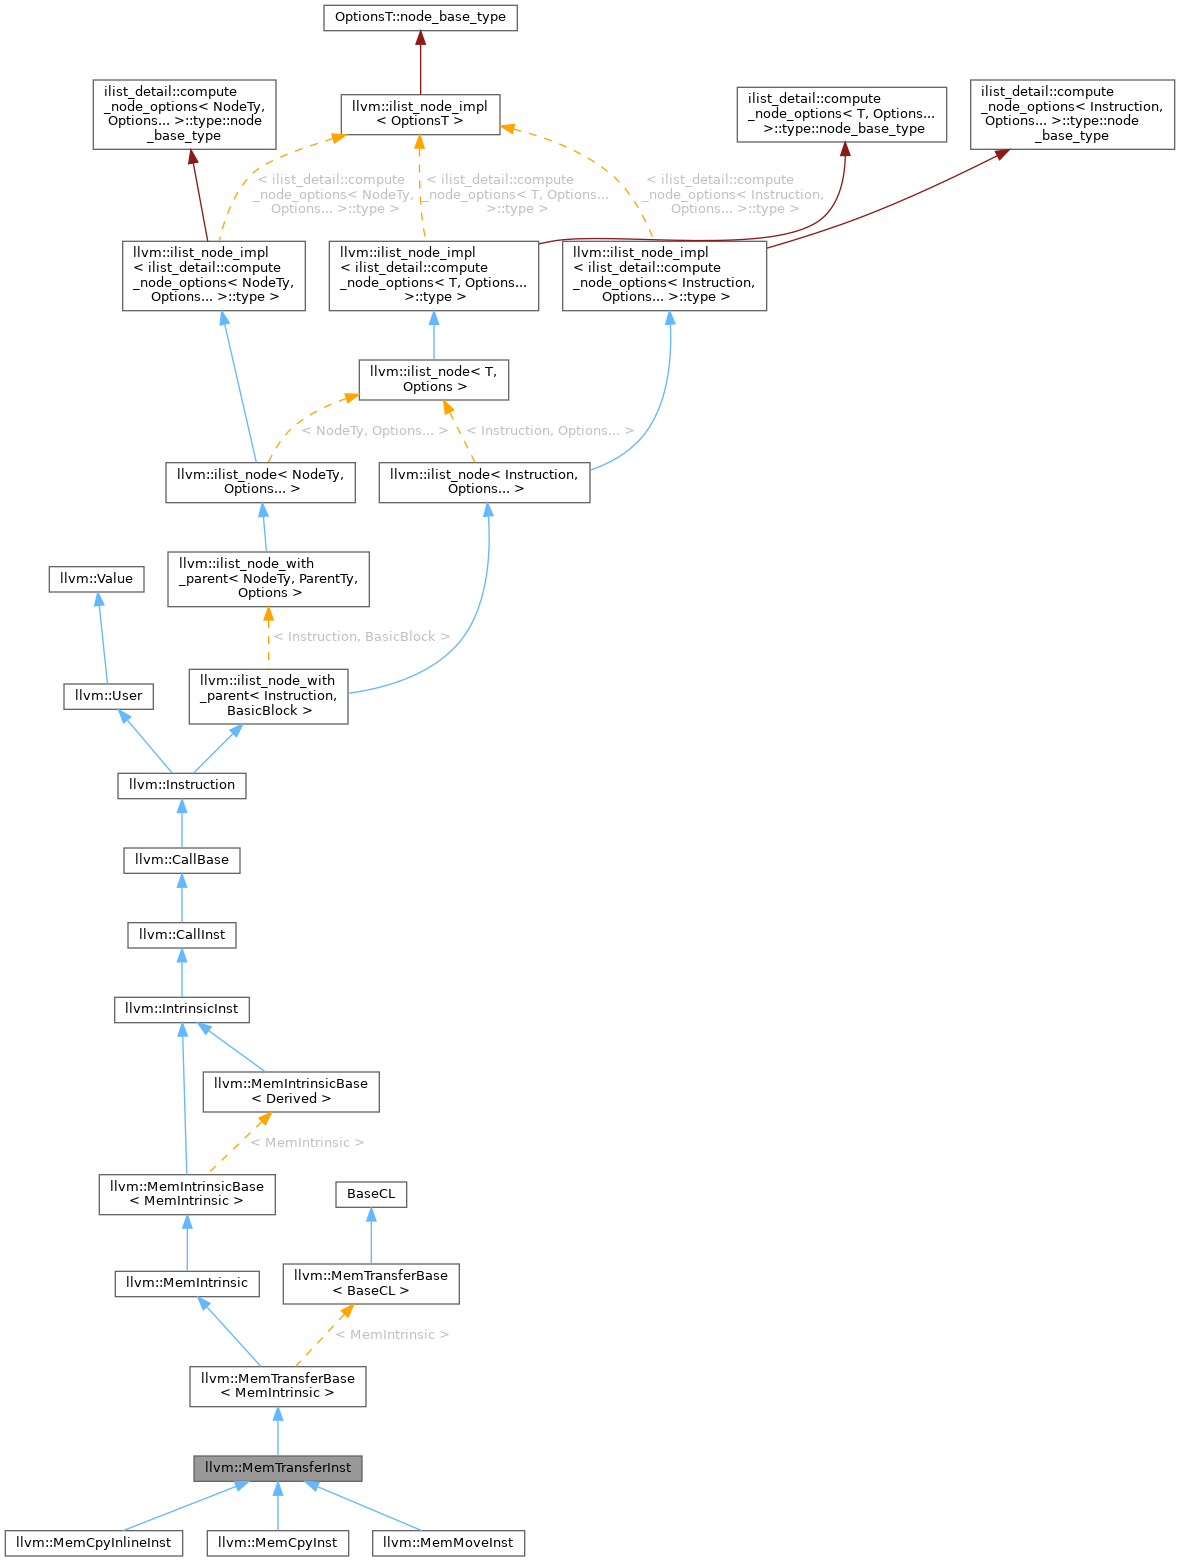 OptionsT::node_base_type
ilist_detail::compute
_node_options< NodeTy,
Options... >::type::node
_base_type
llvm::ilist_node_impl
< OptionsT >
ilist_detail::compute
_node_options< T, Options...
>::type::node_base_type
ilist_detail::compute
_node_options< Instruction,
Options... >::type::node
_base_type
< ilist_detail::compute
_node_options< NodeTy,
Options... >::type >
< ilist_detail::compute
_node_options< T, Options...
>::type >
< ilist_detail::compute
_node_options< Instruction,
Options... >::type >
llvm::ilist_node_impl
< ilist_detail::compute
_node_options< NodeTy,
Options... >::type >
llvm::ilist_node_impl
< ilist_detail::compute
_node_options< T, Options...
>::type >
llvm::ilist_node_impl
< ilist_detail::compute
_node_options< Instruction,
Options... >::type >
llvm::ilist_node< T,
Options >
< NodeTy, Options... >
< Instruction, Options... >
llvm::ilist_node< NodeTy,
Options... >
llvm::ilist_node< Instruction,
Options... >
llvm::Value
llvm::ilist_node_with
_parent< NodeTy, ParentTy,
Options >
< Instruction, BasicBlock >
llvm::User
llvm::ilist_node_with
_parent< Instruction,
BasicBlock >
llvm::Instruction
llvm::CallBase
llvm::CallInst
llvm::IntrinsicInst
llvm::MemIntrinsicBase
< Derived >
< MemIntrinsic >
llvm::MemIntrinsicBase
< MemIntrinsic >
BaseCL
llvm::MemIntrinsic
llvm::MemTransferBase
< BaseCL >
< MemIntrinsic >
llvm::MemTransferBase
< MemIntrinsic >
llvm::MemTransferInst
llvm::MemCpyInlineInst
llvm::MemCpyInst
llvm::MemMoveInst